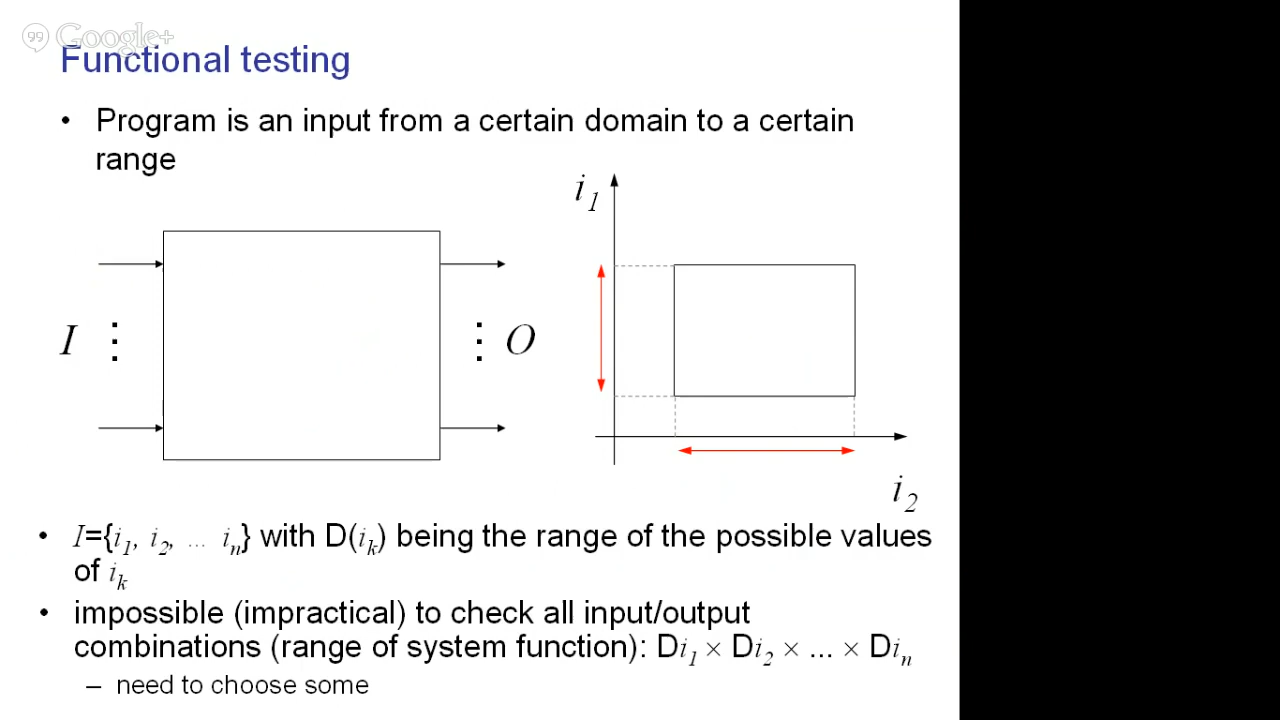 Google+
Functional testing
• Program is an input from a certain domain to a certain
range
i₁
I ⋮
⋮ O
i₂
• I={i₁, i₂, ... iₙ} with D(iₖ) being the range of the possible values
of iₖ
• impossible (impractical) to check all input/output
combinations (range of system function): Di₁ × Di₂ × ... × Diₙ
– need to choose some